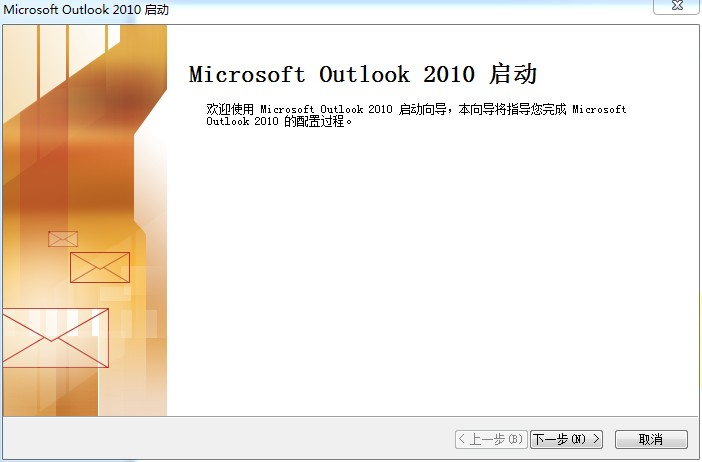 Microsoft Outlook 2010 启动
Microsoft Outlook 2010 启动
欢迎使用 Microsoft Outlook 2010 启动向导，本向导将指导您完成 Microsoft
Outlook 2010 的配置过程。
< 上一步(B) 下一步(N) > 取消